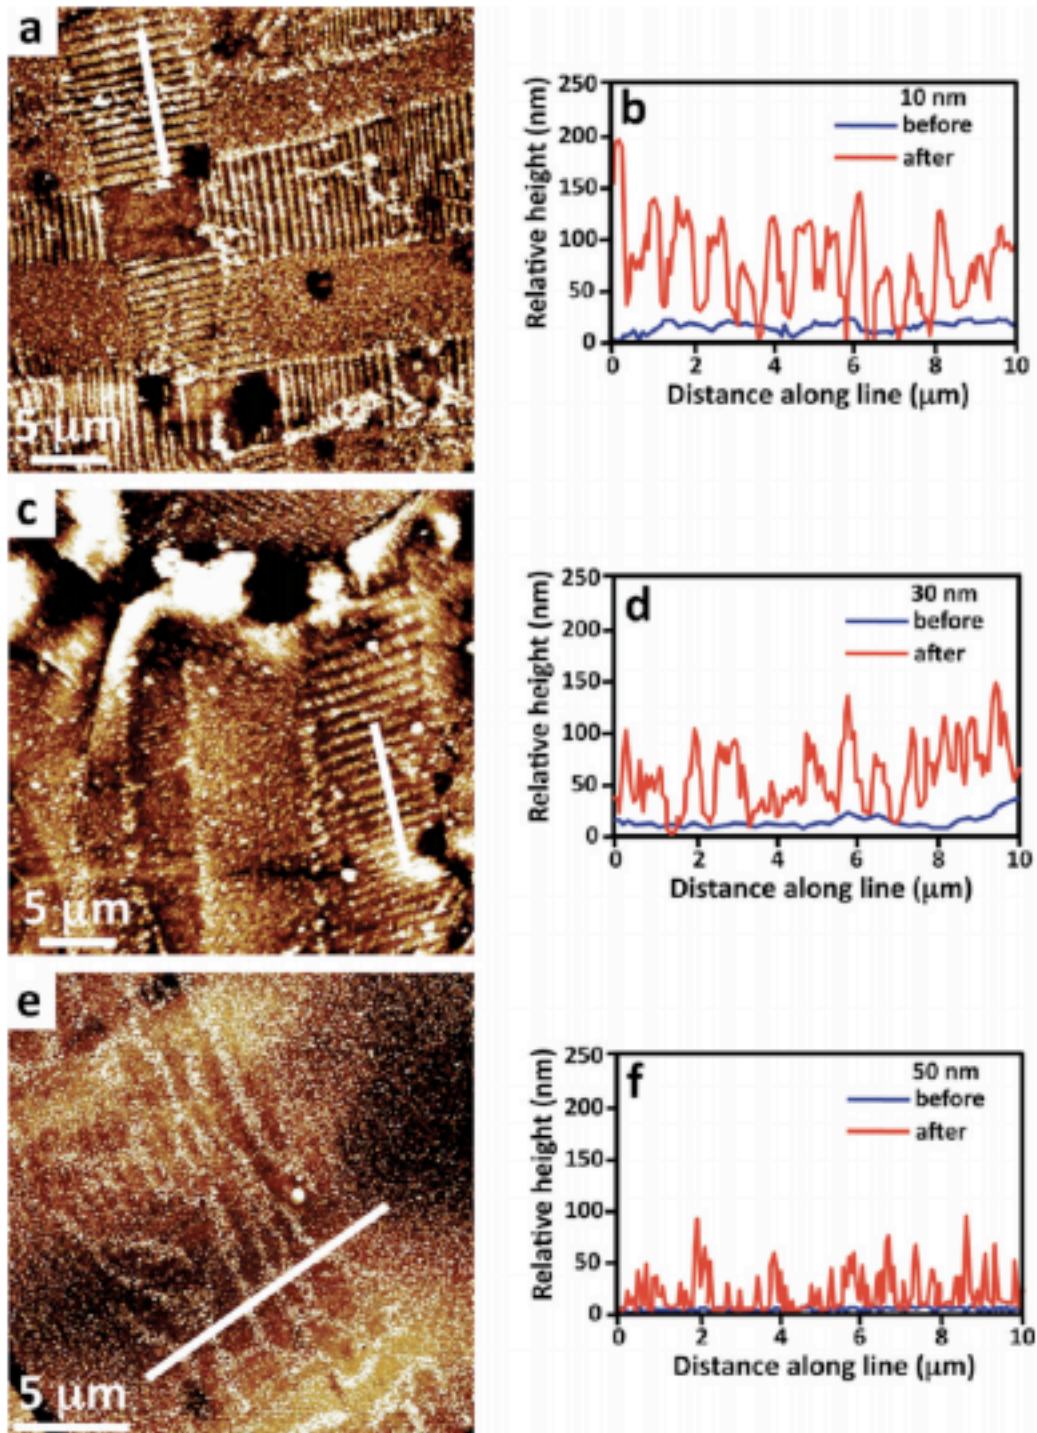 a
5 μm
b
10 nm
before
after
Relative height (nm)
250
200
150
100
50
0
0 2 4 6 8 10
Distance along line (μm)
c
5 μm
d
30 nm
before
after
Relative height (nm)
250
200
150
100
50
0
0 2 4 6 8 10
Distance along line (μm)
e
5 μm
f
50 nm
before
after
Relative height (nm)
250
200
150
100
50
0
0 2 4 6 8 10
Distance along line (μm)